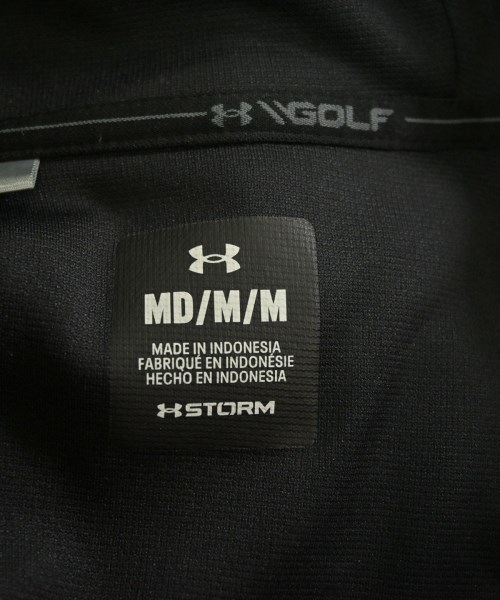 \\GOLF
MD/M/M
MADE IN INDONESIA
FABRIQUÉ EN INDONÉSIE
HECHO EN INDONESIA
STORM